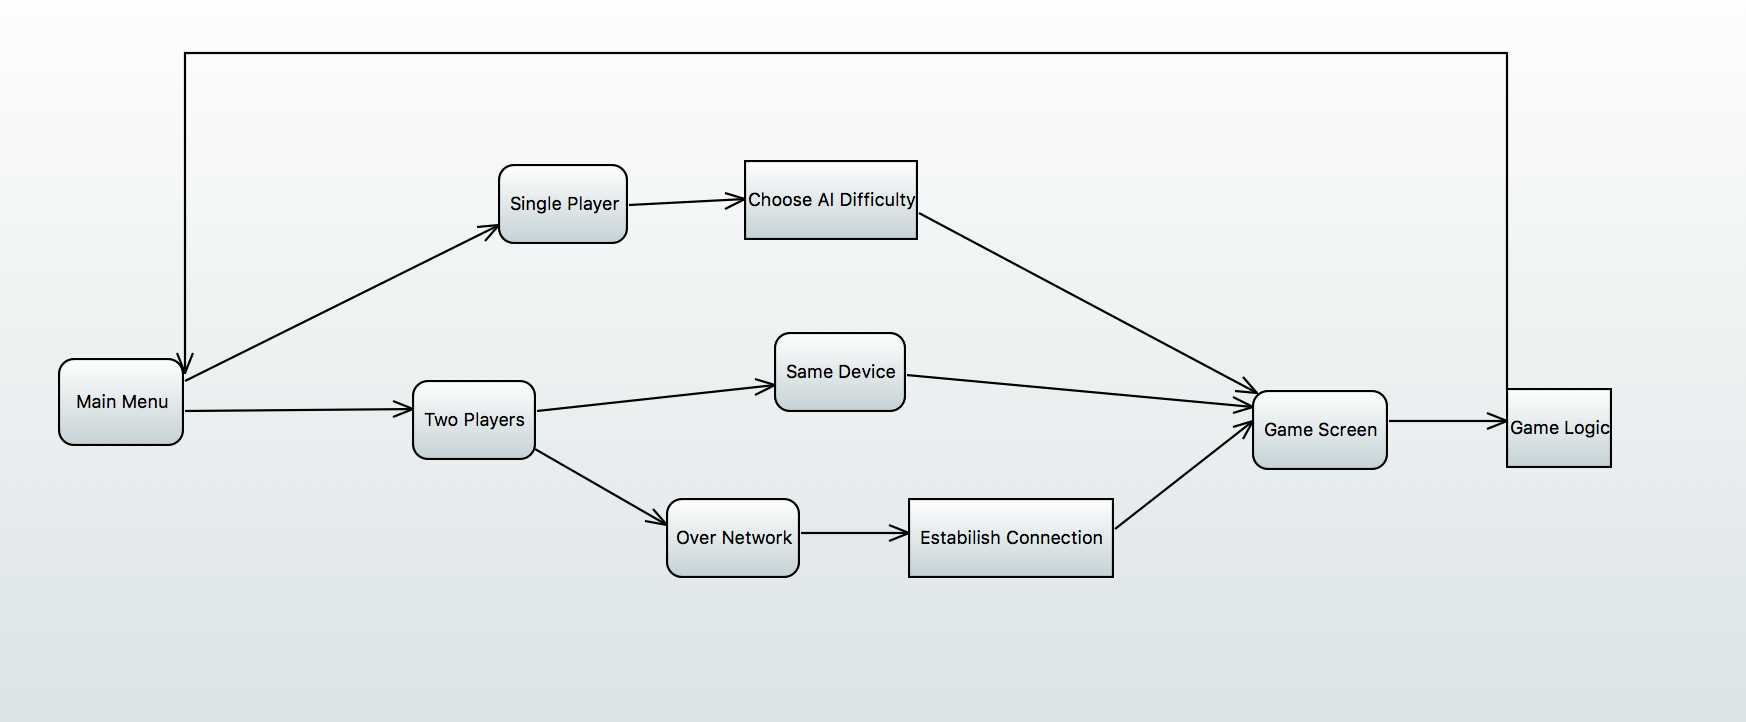 Single Player
Choose AI Difficulty
Same Device
Main Menu
Two Players
Game Screen
Game Logic
Over Network
Estabilish Connection